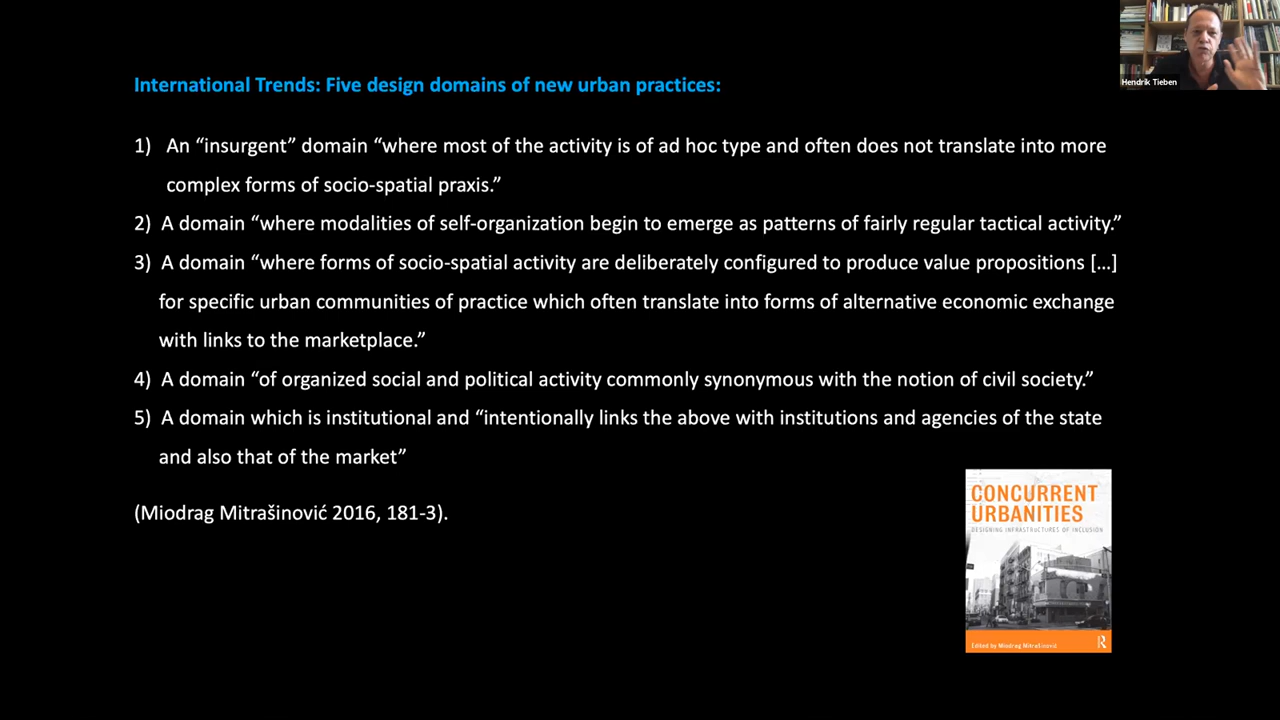 Hendrik Tieben
International Trends: Five design domains of new urban practices:
1) An “insurgent” domain “where most of the activity is of ad hoc type and often does not translate into more
complex forms of socio-spatial praxis.”
2) A domain “where modalities of self-organization begin to emerge as patterns of fairly regular tactical activity.”
3) A domain “where forms of socio-spatial activity are deliberately configured to produce value propositions […]
for specific urban communities of practice which often translate into forms of alternative economic exchange
with links to the marketplace.”
4) A domain “of organized social and political activity commonly synonymous with the notion of civil society.”
5) A domain which is institutional and “intentionally links the above with institutions and agencies of the state
and also that of the market”
(Miodrag Mitrašinović 2016, 181-3).
CONCURRENT
URBANITIES
DESIGNING INFRASTRUCTURES OF INCLUSION
Edited by Miodrag Mitrašinović
R